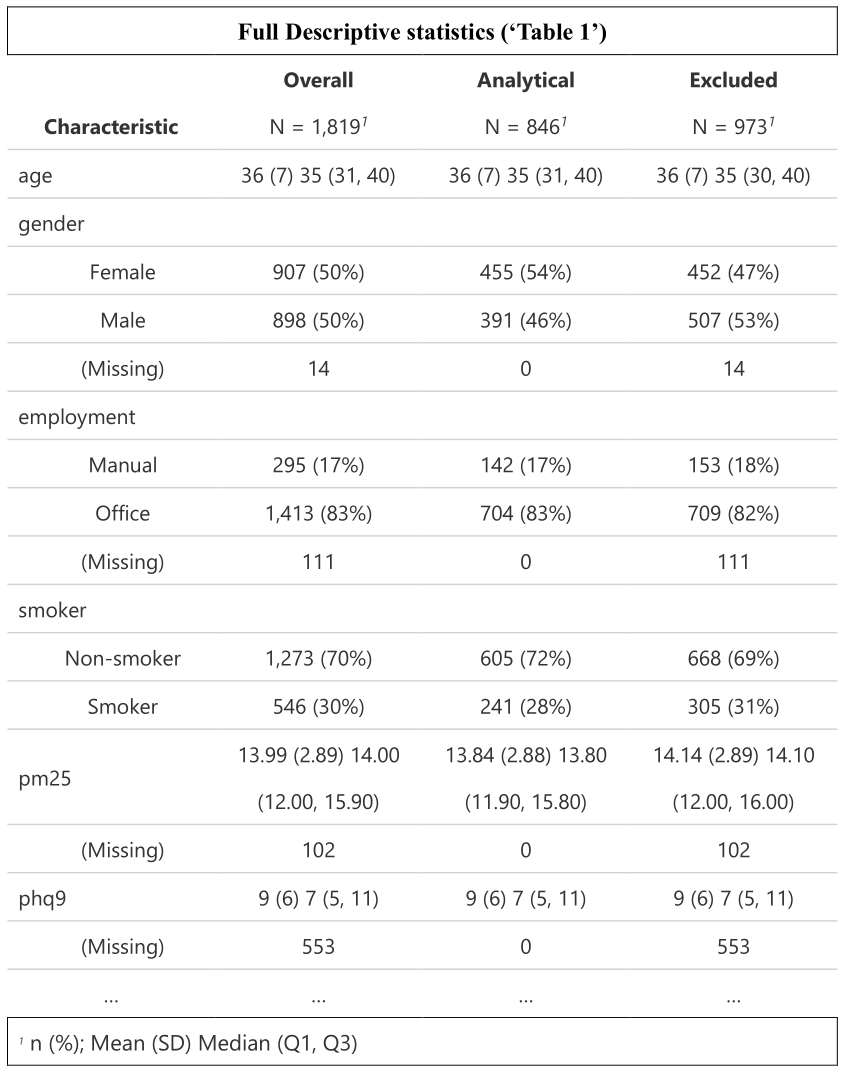 Full Descriptive statistics (‘Table 1’)
Overall Analytical Excluded
Characteristic N = 1,819¹ N = 846¹ N = 973¹
age 36 (7) 35 (31, 40) 36 (7) 35 (31, 40) 36 (7) 35 (30, 40)
gender
Female 907 (50%) 455 (54%) 452 (47%)
Male 898 (50%) 391 (46%) 507 (53%)
(Missing) 14 0 14
employment
Manual 295 (17%) 142 (17%) 153 (18%)
Office 1,413 (83%) 704 (83%) 709 (82%)
(Missing) 111 0 111
smoker
Non-smoker 1,273 (70%) 605 (72%) 668 (69%)
Smoker 546 (30%) 241 (28%) 305 (31%)
13.99 (2.89) 14.00 13.84 (2.88) 13.80 14.14 (2.89) 14.10
pm25
(12.00, 15.90) (11.90, 15.80) (12.00, 16.00)
(Missing) 102 0 102
phq9 9 (6) 7 (5, 11) 9 (6) 7 (5, 11) 9 (6) 7 (5, 11)
(Missing) 553 0 553
... ... ... ...
¹ n (%); Mean (SD) Median (Q1, Q3)